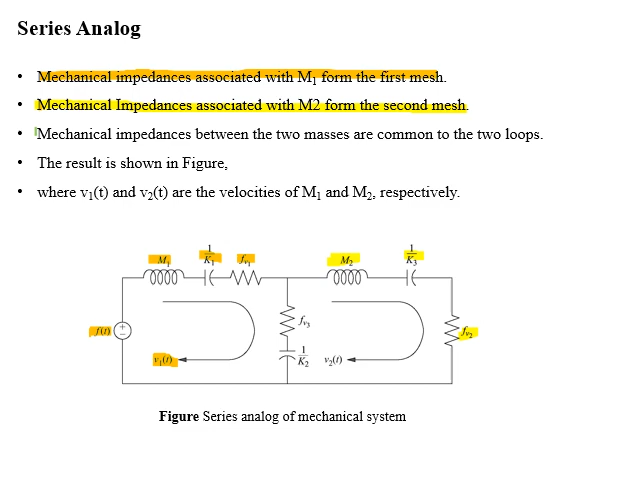 Series Analog
• Mechanical impedances associated with M₁ form the first mesh.
• Mechanical Impedances associated with M2 form the second mesh.
• Mechanical impedances between the two masses are common to the two loops.
• The result is shown in Figure,
• where v₁(t) and v₂(t) are the velocities of M₁ and M₂, respectively.
M₁ 1/K₁ fv₁ M₂ 1/K₃
f(t) + − fv₃ fv₂
v₁(t) 1/K₂ v₂(t)
Figure Series analog of mechanical system